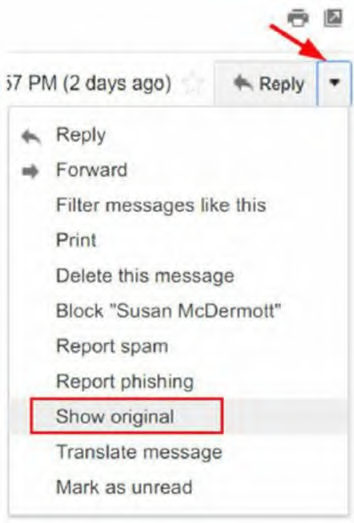 57 PM (2 days ago) Reply
Reply
Forward
Filter messages like this
Print
Delete this message
Block "Susan McDermott"
Report spam
Report phishing
Show original
Translate message
Mark as unread